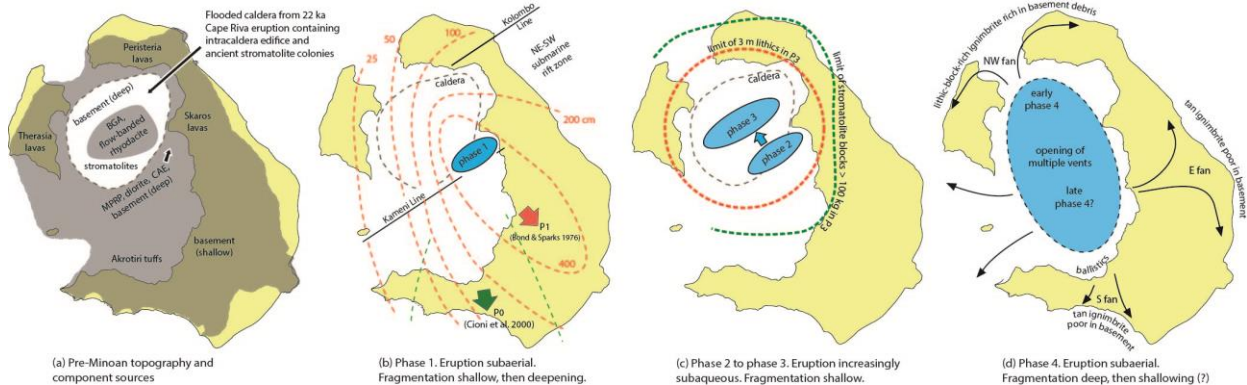 Flooded caldera from 22 ka
Cape Riva eruption containing
intracaldera edifice and
ancient stromatolite colonies
Peristeria
lavas
basement (deep)
BGA,
flow-banded
rhyodacite
stromatolites
Therasia
lavas
Skaros
lavas
MPRP, diorite, CAE,
basement (deep)
basement
(shallow)
Akrotiri tuffs
(a) Pre-Minoan topography and
component sources
Kolombo
Line
NE-SW
submarine
rift zone
25
50
100
200 cm
400
caldera
phase 1
Kameni Line
P1
(Bond & Sparks 1976)
P0
(Cioni et al, 2000)
(b) Phase 1. Eruption subaerial.
Fragmentation shallow, then deepening.
limit of 3 m lithics in P3
limit of stromatolite blocks > 100 kg in P3
caldera
phase 3
phase 2
(c) Phase 2 to phase 3. Eruption increasingly
subaqueous. Fragmentation shallow.
lithic-block-rich ignimbrite rich in basement debris
NW fan
early
phase 4
opening of
multiple vents
late
phase 4?
tan ignimbrite poor in basement
E fan
ballistics
S fan
tan ignimbrite
poor in basement
(d) Phase 4. Eruption subaerial.
Fragmentation deep, then shallowing (?)